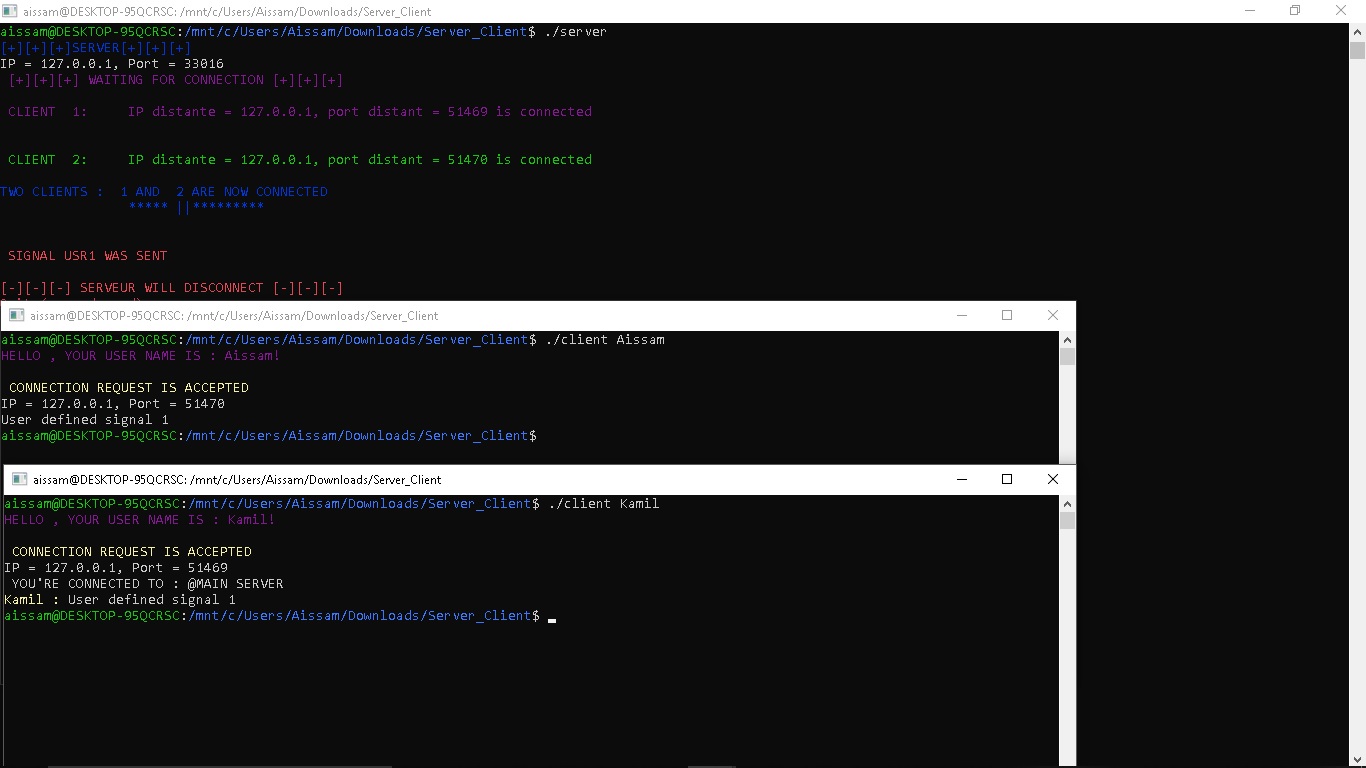 aissam@DESKTOP-95QCRSC: /mnt/c/Users/Aissam/Downloads/Server_Client
aissam@DESKTOP-95QCRSC:/mnt/c/Users/Aissam/Downloads/Server_Client$ ./server
[+][+][+]SERVER[+][+][+]
IP = 127.0.0.1, Port = 33016
[+][+][+] WAITING FOR CONNECTION [+][+][+]
CLIENT 1: IP distante = 127.0.0.1, port distant = 51469 is connected
CLIENT 2: IP distante = 127.0.0.1, port distant = 51470 is connected
TWO CLIENTS : 1 AND 2 ARE NOW CONNECTED
***** ||*********
SIGNAL USR1 WAS SENT
[-][-][-] SERVEUR WILL DISCONNECT [-][-][-]
aissam@DESKTOP-95QCRSC: /mnt/c/Users/Aissam/Downloads/Server_Client
aissam@DESKTOP-95QCRSC:/mnt/c/Users/Aissam/Downloads/Server_Client$ ./client Aissam
HELLO , YOUR USER NAME IS : Aissam!
CONNECTION REQUEST IS ACCEPTED
IP = 127.0.0.1, Port = 51470
User defined signal 1
aissam@DESKTOP-95QCRSC:/mnt/c/Users/Aissam/Downloads/Server_Client$
aissam@DESKTOP-95QCRSC: /mnt/c/Users/Aissam/Downloads/Server_Client
aissam@DESKTOP-95QCRSC:/mnt/c/Users/Aissam/Downloads/Server_Client$ ./client Kamil
HELLO , YOUR USER NAME IS : Kamil!
CONNECTION REQUEST IS ACCEPTED
IP = 127.0.0.1, Port = 51469
YOU'RE CONNECTED TO : @MAIN SERVER
Kamil : User defined signal 1
aissam@DESKTOP-95QCRSC:/mnt/c/Users/Aissam/Downloads/Server_Client$